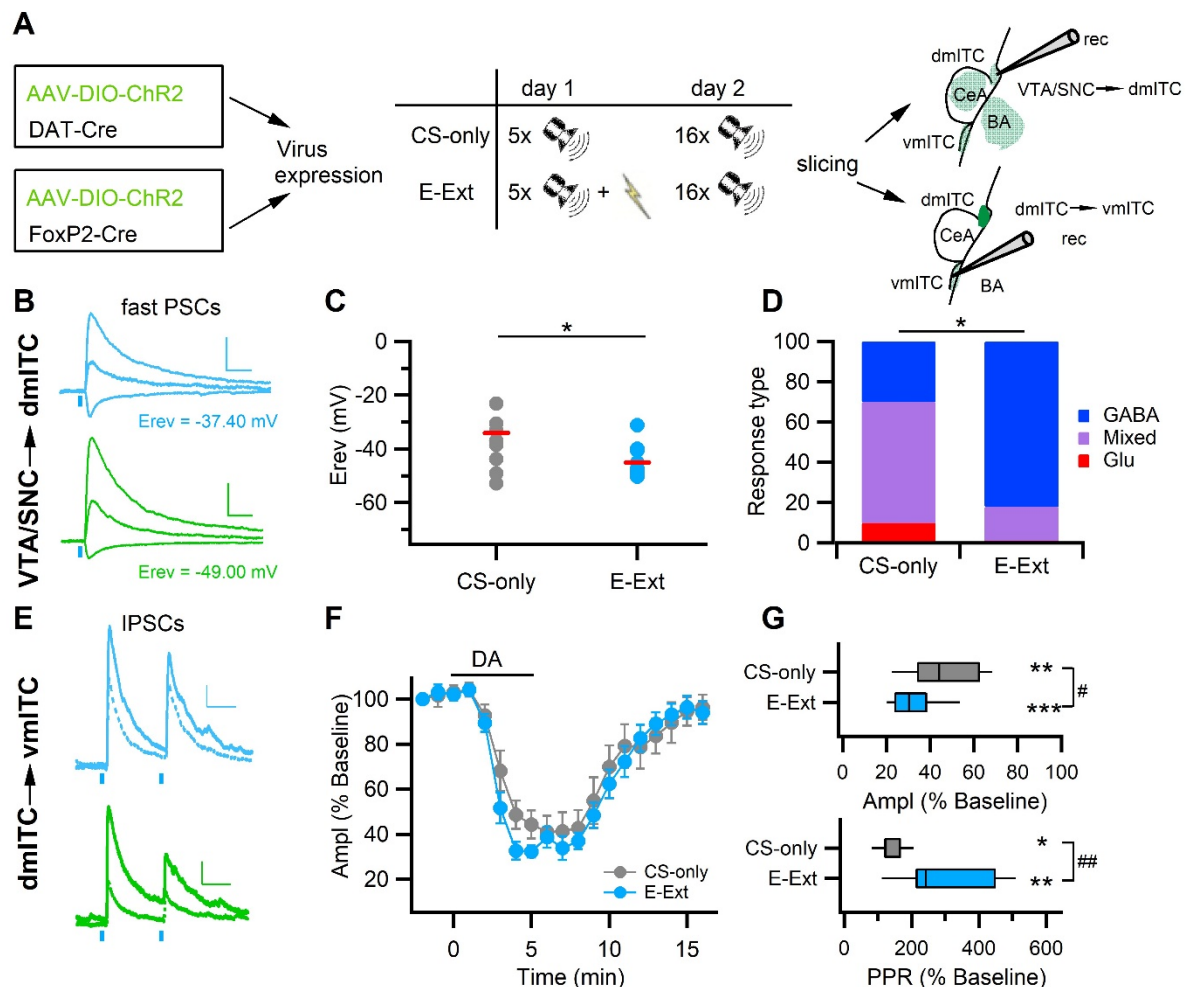 A
AAV-DIO-ChR2
DAT-Cre
AAV-DIO-ChR2
FoxP2-Cre
Virus
expression
day 1
day 2
CS-only
5x
16x
E-Ext
5x
+
16x
slicing
dmITC
rec
CeA
VTA/SNC
dmITC
BA
vmITC
dmITC
dmITC
vmITC
CeA
rec
vmITC
BA
B
VTA/SNC
dmITC
fast PSCs
Erev = -37.40 mV
Erev = -49.00 mV
C
*
Erev (mV)
0
-20
-40
-60
CS-only
E-Ext
D
*
Response type
100
80
60
40
20
0
CS-only
E-Ext
GABA
Mixed
Glu
E
dmITC
vmITC
IPSCs
F
DA
Ampl (% Baseline)
100
80
60
40
20
CS-only
E-Ext
0
5
10
15
Time (min)
G
CS-only
**
E-Ext
***
#
0
20
40
60
80
100
Ampl (% Baseline)
CS-only
*
E-Ext
**
##
0
200
400
600
PPR (% Baseline)